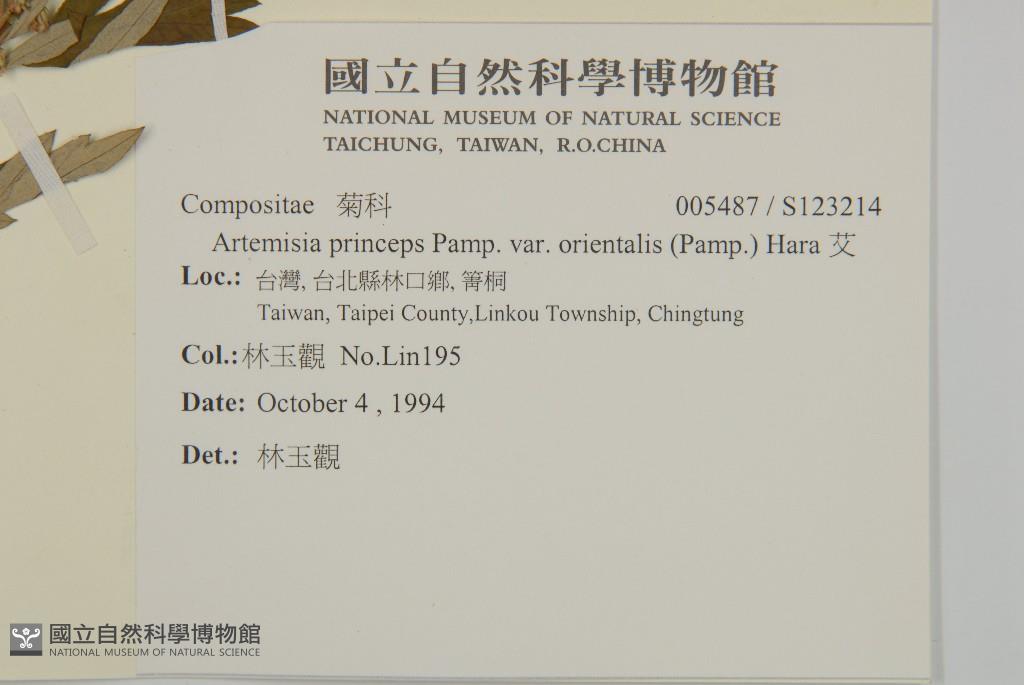 國立自然科學博物館
NATIONAL MUSEUM OF NATURAL SCIENCE
TAICHUNG, TAIWAN, R.O.CHINA
Compositae 菊科 005487 / S123214
Artemisia princeps Pamp. var. orientalis (Pamp.) Hara 艾
Loc.: 台灣, 台北縣林口鄉, 箐桐
Taiwan, Taipei County,Linkou Township, Chingtung
Col.:林玉觀 No.Lin195
Date: October 4 , 1994
Det.: 林玉觀
國立自然科學博物館
NATIONAL MUSEUM OF NATURAL SCIENCE